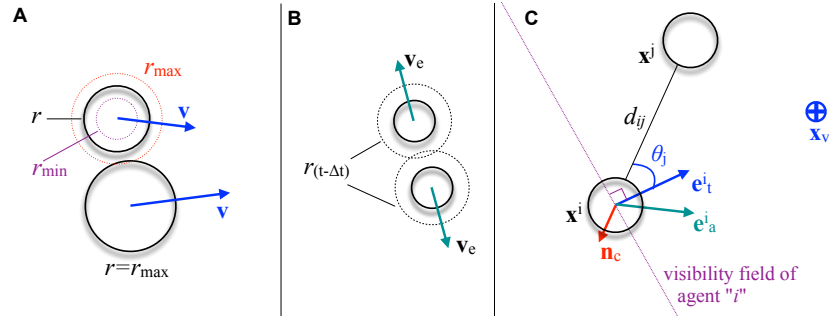 A
r_max
r
v
r_min
v
r=r_max
B
v_e
r_(t-Δt)
v_e
C
x^j
d_ij
x_v
θ_j
e^i_t
x^i
e^i_a
n_c
visibility field of
agent "i"